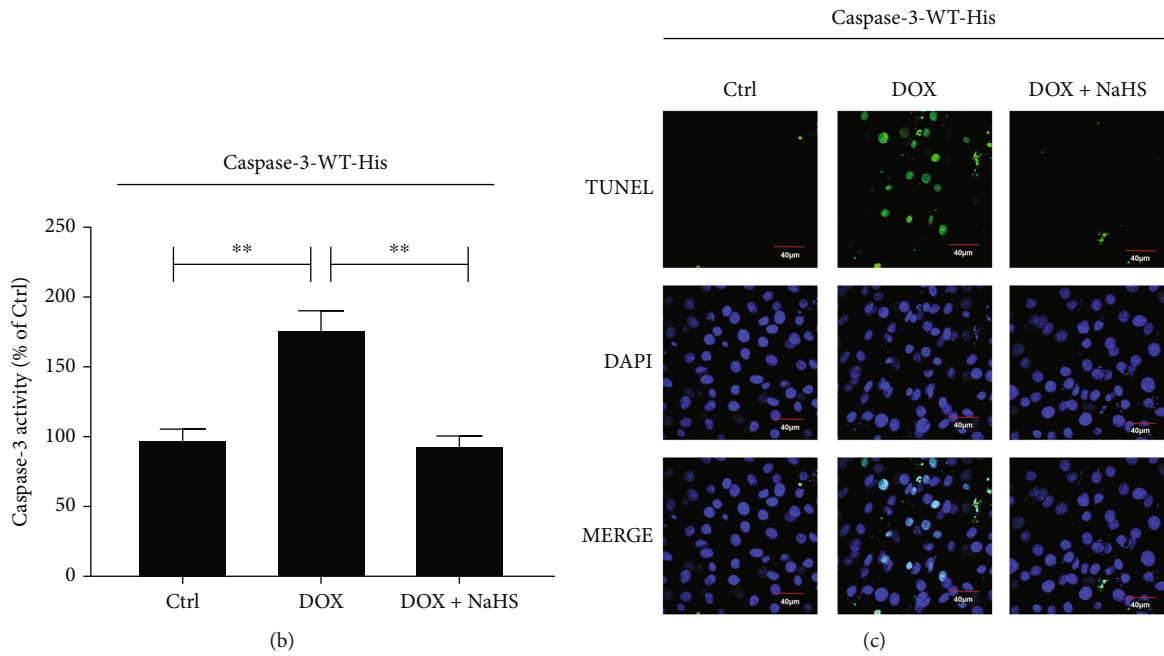 Caspase-3-WT-His
Caspase-3 activity (% of Ctrl)
250
200
150
100
50
0
**
**
Ctrl
DOX
DOX + NaHS
(b)
Caspase-3-WT-His
Ctrl
DOX
DOX + NaHS
TUNEL
40µm
40µm
40µm
DAPI
40µm
40µm
40µm
MERGE
40µm
40µm
40µm
(c)